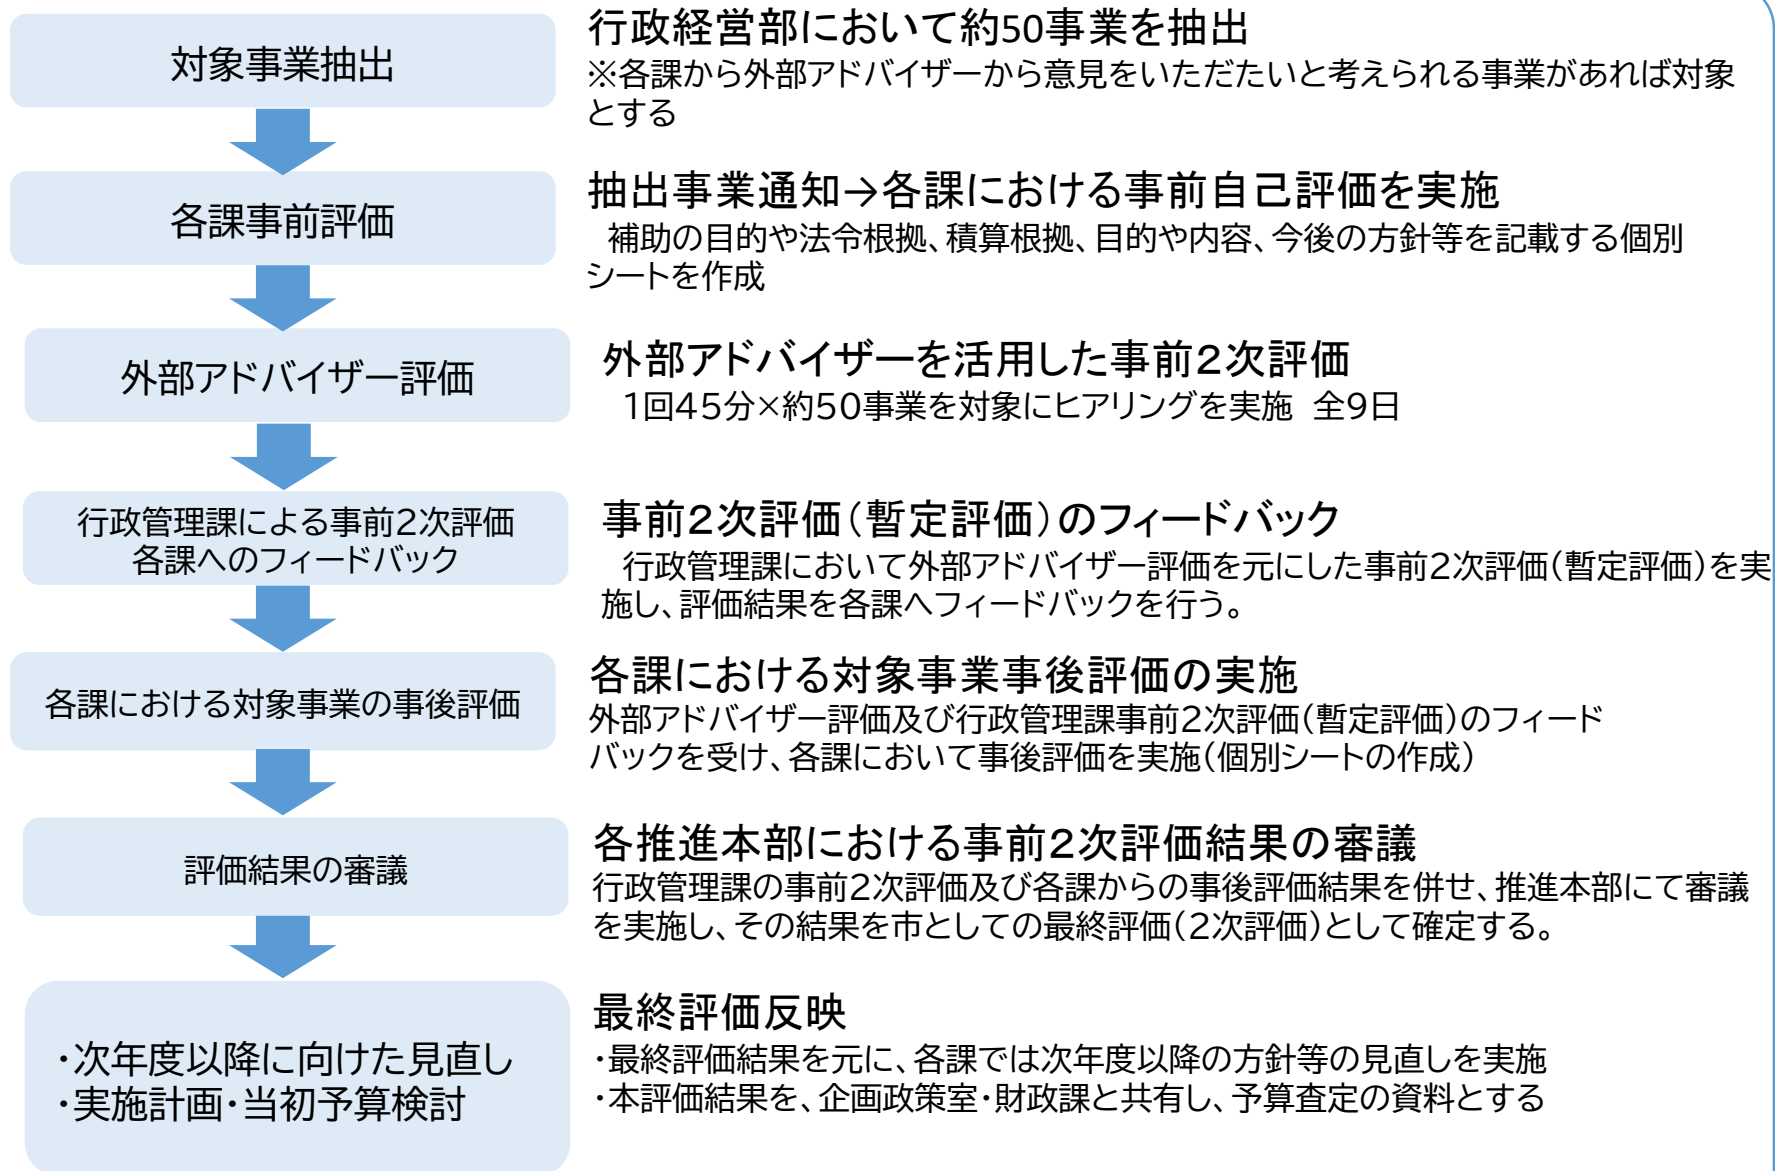 対象事業抽出
行政経営部において約50事業を抽出
※各課から外部アドバイザーから意見をいただたいと考えられる事業があれば対象
とする
各課事前評価
抽出事業通知→各課における事前自己評価を実施
補助の目的や法令根拠、積算根拠、目的や内容、今後の方針等を記載する個別
シートを作成
外部アドバイザー評価
外部アドバイザーを活用した事前2次評価
1回45分×約50事業を対象にヒアリングを実施 全9日
行政管理課による事前2次評価
各課へのフィードバック
事前2次評価(暫定評価)のフィードバック
行政管理課において外部アドバイザー評価を元にした事前2次評価(暫定評価)を実
施し、評価結果を各課へフィードバックを行う。
各課における対象事業の事後評価
各課における対象事業事後評価の実施
外部アドバイザー評価及び行政管理課事前2次評価(暫定評価)のフィード
バックを受け、各課において事後評価を実施(個別シートの作成)
評価結果の審議
各推進本部における事前2次評価結果の審議
行政管理課の事前2次評価及び各課からの事後評価結果を併せ、推進本部にて審議
を実施し、その結果を市としての最終評価(2次評価)として確定する。
・次年度以降に向けた見直し
・実施計画・当初予算検討
最終評価反映
・最終評価結果を元に、各課では次年度以降の方針等の見直しを実施
・本評価結果を、企画政策室・財政課と共有し、予算査定の資料とする